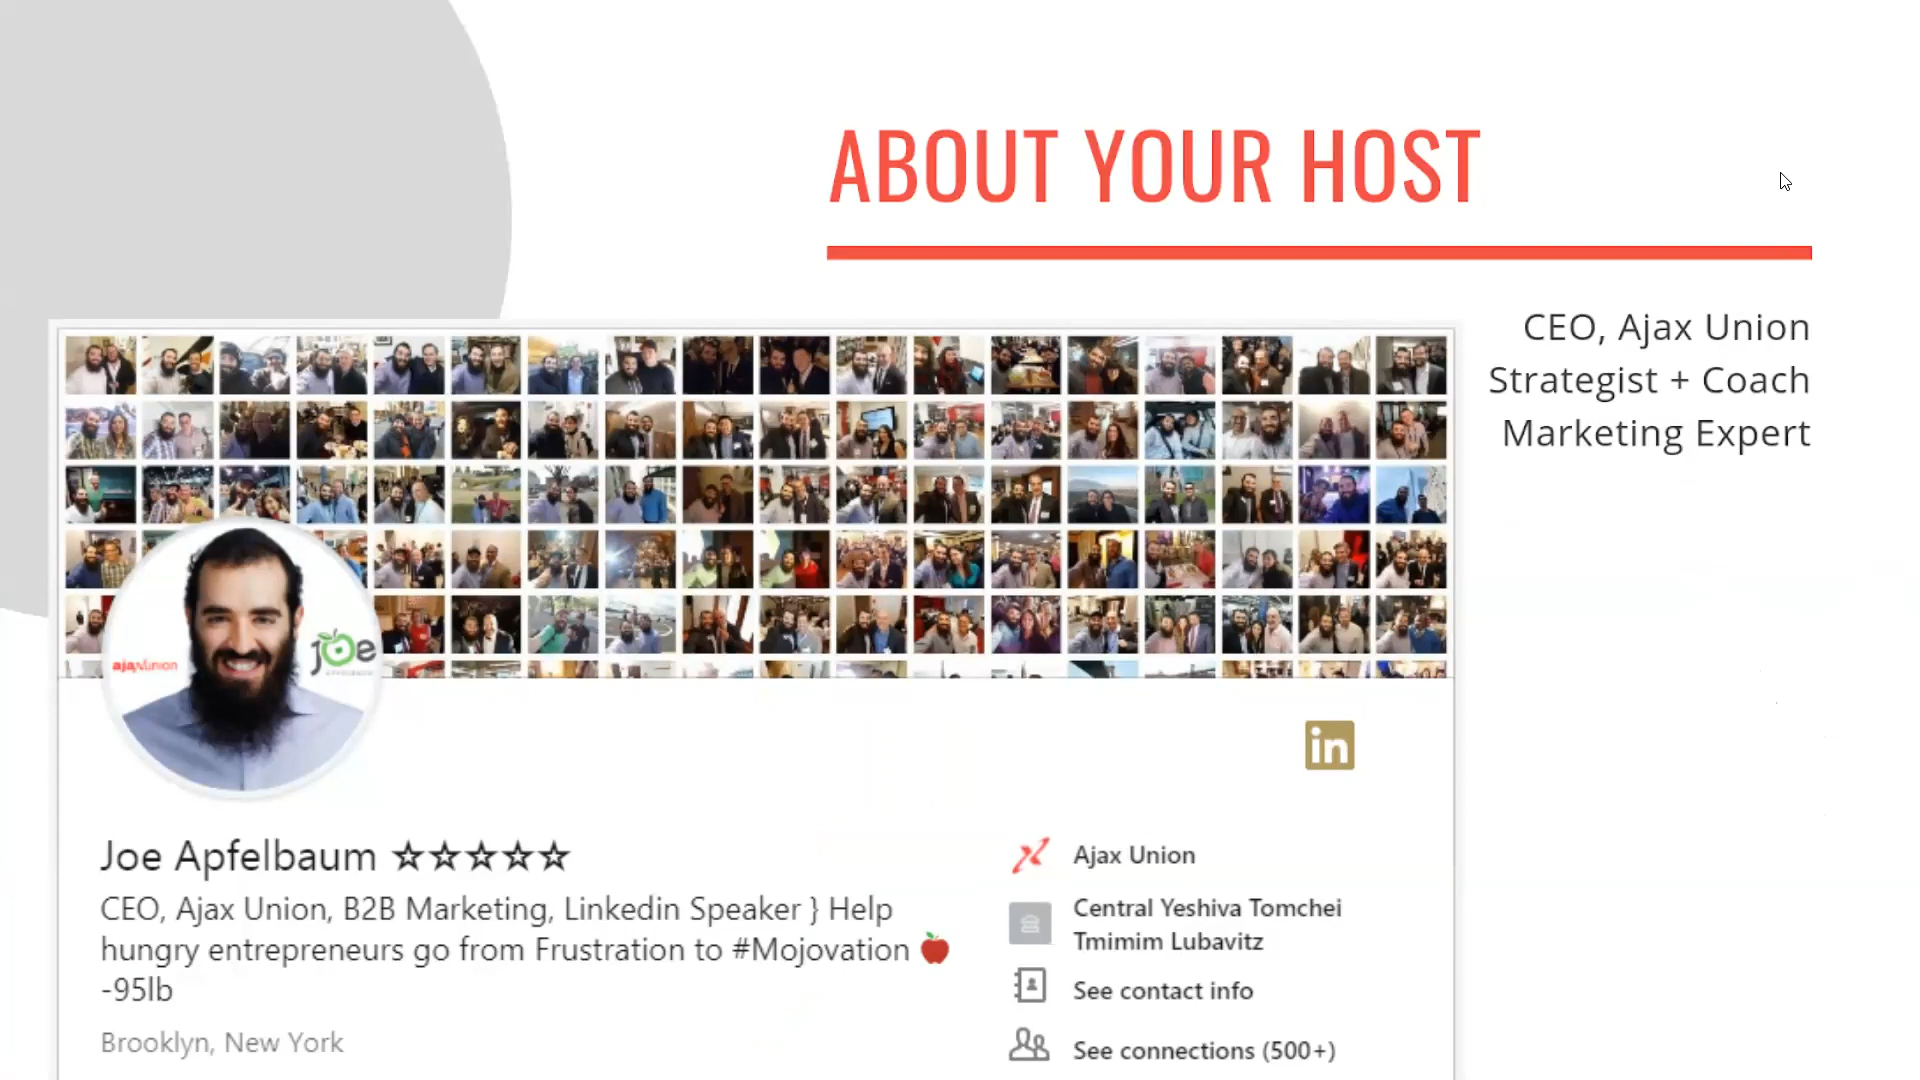 ABOUT YOUR HOST
CEO, Ajax Union
Strategist + Coach
Marketing Expert
ajaxunion
joe
in
Joe Apfelbaum ☆☆☆☆☆
CEO, Ajax Union, B2B Marketing, Linkedin Speaker } Help
hungry entrepreneurs go from Frustration to #Mojovation 🍎
-95lb
Brooklyn, New York
Ajax Union
Central Yeshiva Tomchei
Tmimim Lubavitz
See contact info
See connections (500+)